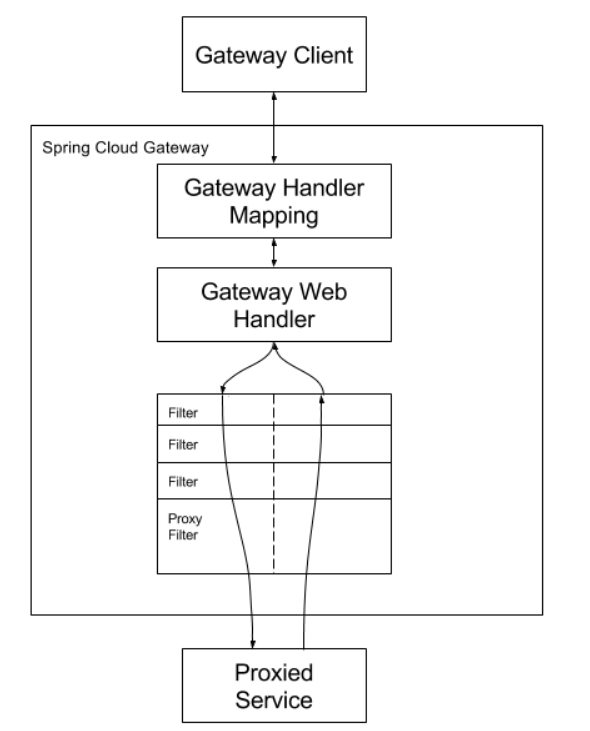 Gateway Client
Spring Cloud Gateway
Gateway Handler
Mapping
Gateway Web
Handler
Filter
Filter
Filter
Proxy
Filter
Proxied
Service